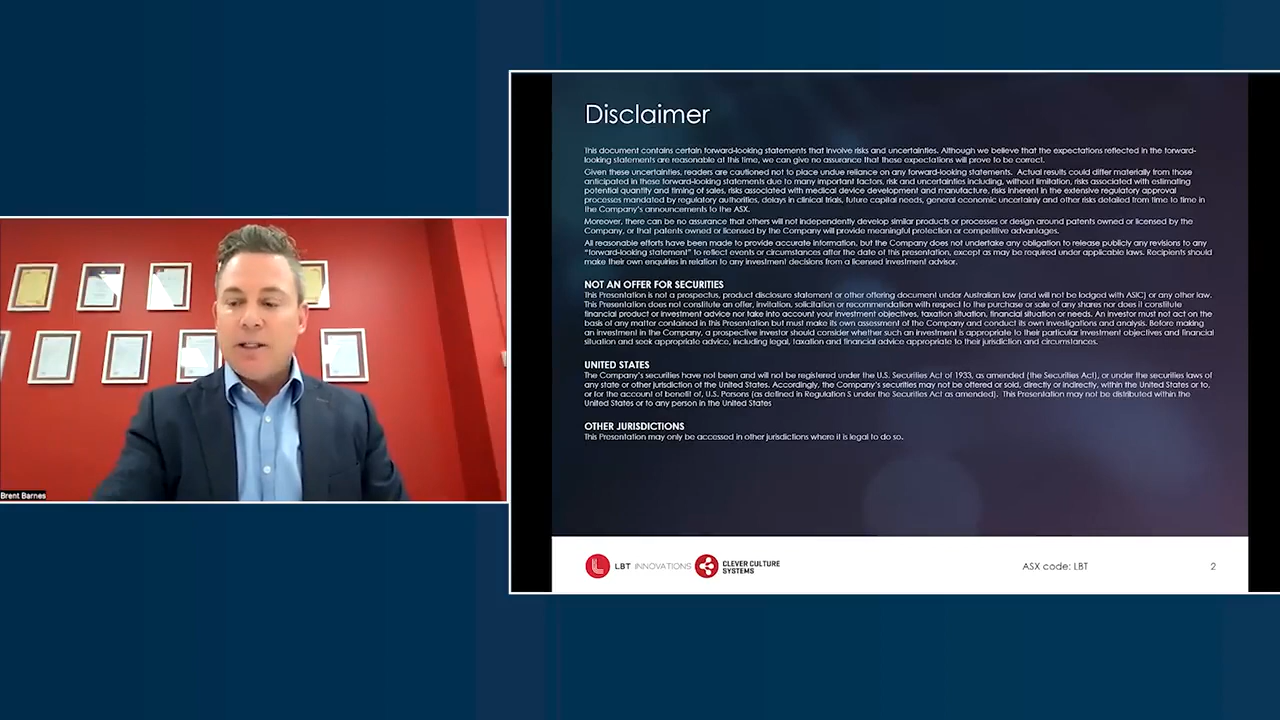 Disclaimer
This document contains certain forward-looking statements that involve risks and uncertainties. Although we believe that the expectations reflected in the forward-
looking statements are reasonable at this time, we can give no assurance that these expectations will prove to be correct.
Given these uncertainties, readers are cautioned not to place undue reliance on any forward-looking statements. Actual results could differ materially from those
anticipated in these forward-looking statements due to many important factors, risk and uncertainties including, without limitation, risks associated with estimating
potential quantity and timing of sales, risks associated with medical device development and manufacture, risks inherent in the extensive regulatory approval
processes mandated by regulatory authorities, delays in clinical trials, future capital needs, general economic uncertainty and other risks detailed from time to time in
the Company's announcements to the ASX.
Moreover, there can be no assurance that others will not independently develop similar products or processes or design around patents owned or licensed by the
Company, or that patents owned or licensed by the Company will provide meaningful protection or competitive advantages.
All reasonable efforts have been made to provide accurate information, but the Company does not undertake any obligation to release publicly any revisions to any
"forward-looking statement" to reflect events or circumstances after the date of this presentation, except as may be required under applicable laws. Recipients should
make their own enquiries in relation to any investment decisions from a licensed investment advisor.
NOT AN OFFER FOR SECURITIES
This Presentation is not a prospectus, product disclosure statement or other offering document under Australian law (and will not be lodged with ASIC) or any other law.
This Presentation does not constitute an offer, invitation, solicitation or recommendation with respect to the purchase or sale of any shares nor does it constitute
financial product or investment advice nor take into account your investment objectives, taxation situation, financial situation or needs. An investor must not act on the
basis of any matter contained in this Presentation but must make its own assessment of the Company and conduct its own investigations and analysis. Before making
an investment in the Company, a prospective investor should consider whether such an investment is appropriate to their particular investment objectives and financial
situation and seek appropriate advice, including legal, taxation and financial advice appropriate to their jurisdiction and circumstances.
UNITED STATES
The Company's securities have not been and will not be registered under the U.S. Securities Act of 1933, as amended (the Securities Act), or under the securities laws of
any state or other jurisdiction of the United States. Accordingly, the Company's securities may not be offered or sold, directly or indirectly, within the United States or to,
or for the account of benefit of, U.S. Persons (as defined in Regulation S under the Securities Act as amended). This Presentation may not be distributed within the
United States or to any person in the United States
OTHER JURISDICTIONS
This Presentation may only be accessed in other jurisdictions where it is legal to do so.
Brent Barnes
LBT INNOVATIONS
CLEVER CULTURE
SYSTEMS
ASX code: LBT
2